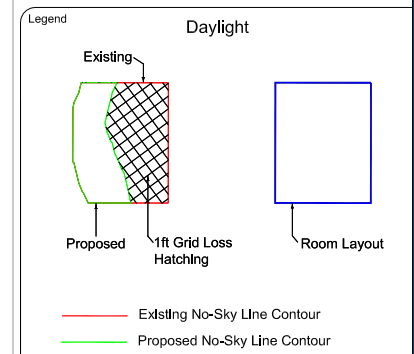 Legend
Daylight
Existing
Proposed
1ft Grid Loss
Hatching
Room Layout
Existing No-Sky Line Contour
Proposed No-Sky Line Contour